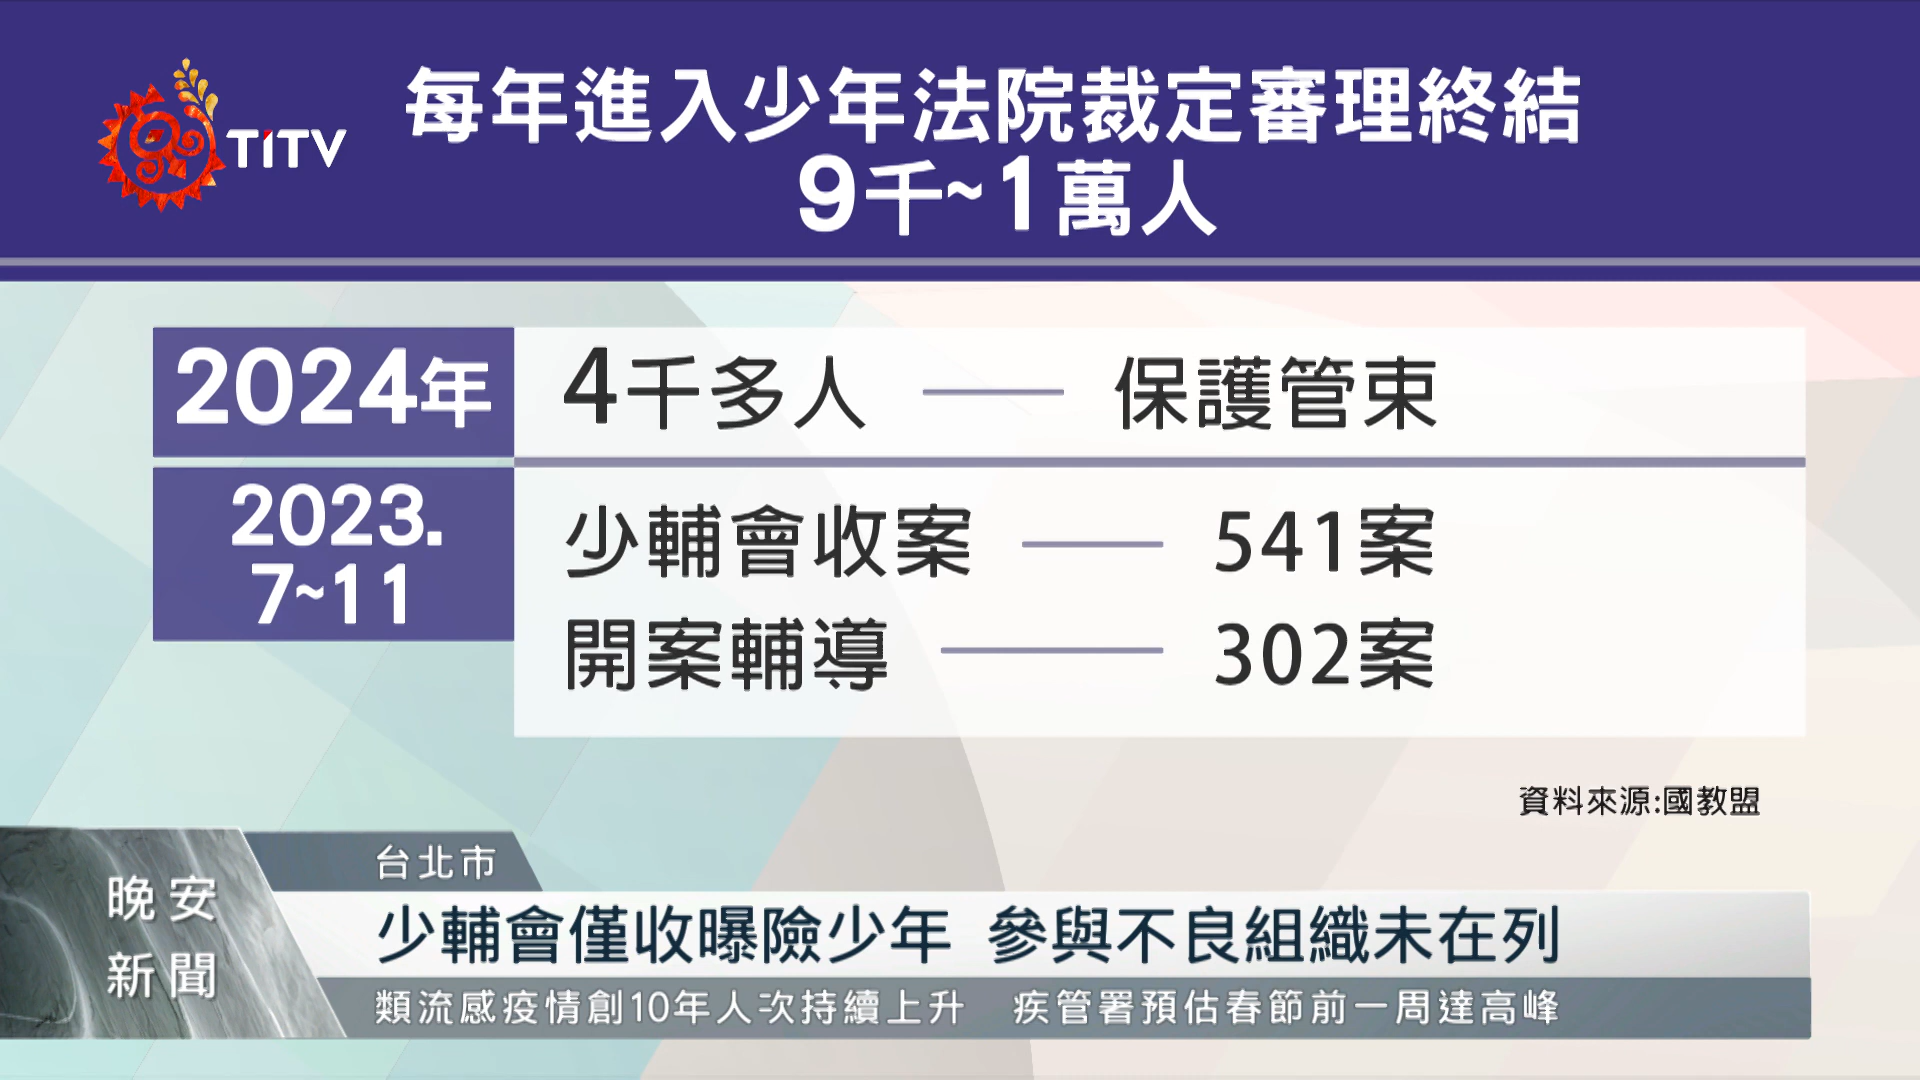 TITV
每年進入少年法院裁定審理終結
9千~1萬人
2024年 4千多人 保護管束
2023.
7~11
少輔會收案 541案
開案輔導 302案
資料來源:國教盟
台北市
晚安
新聞
少輔會僅收曝險少年 參與不良組織未在列
類流感疫情創10年人次持續上升 疾管署預估春節前一周達高峰